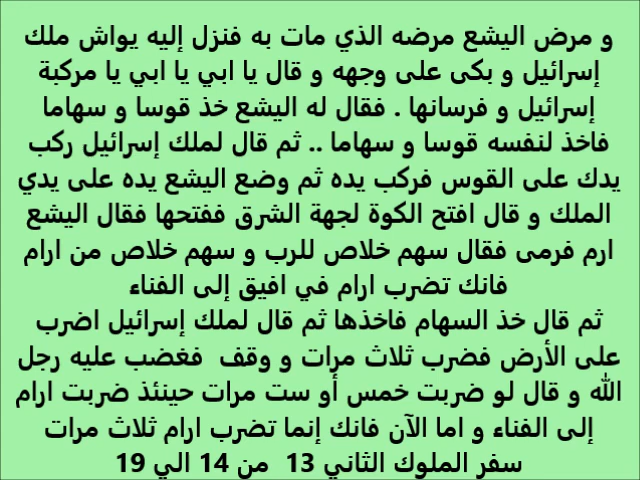 و مرض اليشع مرضه الذي مات به فنزل إليه يواش ملك
إسرائيل و بكى على وجهه و قال يا ابي يا ابي يا مركبة
إسرائيل و فرسانها . فقال له اليشع خذ قوسا و سهاما
فاخذ لنفسه قوسا و سهاما .. ثم قال لملك إسرائيل ركب
يدك على القوس فركب يده ثم وضع اليشع يده على يدي
الملك و قال افتح الكوة لجهة الشرق ففتحها فقال اليشع
ارم فرمى فقال سهم خلاص للرب و سهم خلاص من ارام
فانك تضرب ارام في افيق إلى الفناء
ثم قال خذ السهام فاخذها ثم قال لملك إسرائيل اضرب
على الأرض فضرب ثلاث مرات و وقف فغضب عليه رجل
الله و قال لو ضربت خمس أو ست مرات حينئذ ضربت ارام
إلى الفناء و اما الآن فانك إنما تضرب ارام ثلاث مرات
سفر الملوك الثاني 13 من 14 الي 19